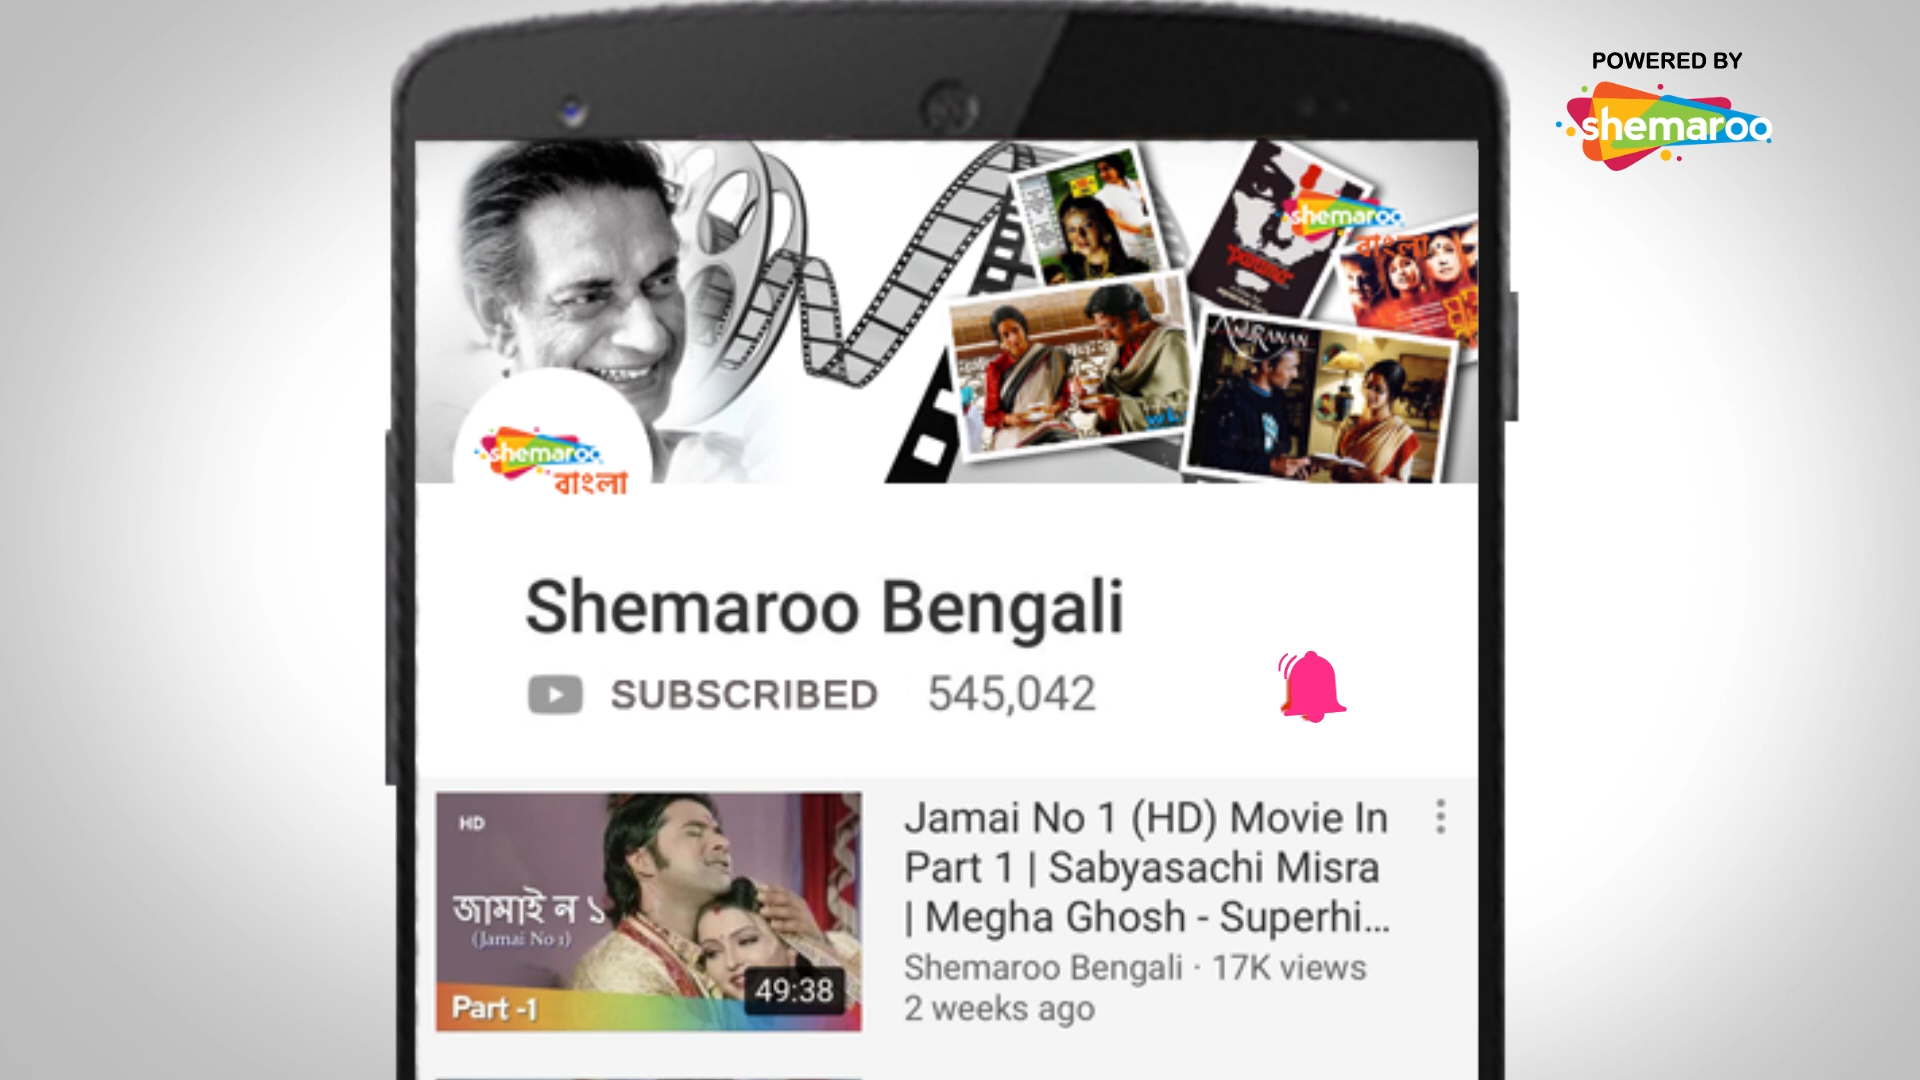 POWERED BY
shemaroo
shemaroo
বাংলা
ANURANAN
shemaroo
বাংলা
Shemaroo Bengali
SUBSCRIBED 545,042
HD
জামাই ন ১
(Jamai No 1)
Part -1
49:38
Jamai No 1 (HD) Movie In
Part 1 | Sabyasachi Misra
| Megha Ghosh - Superhi...
Shemaroo Bengali · 17K views
2 weeks ago